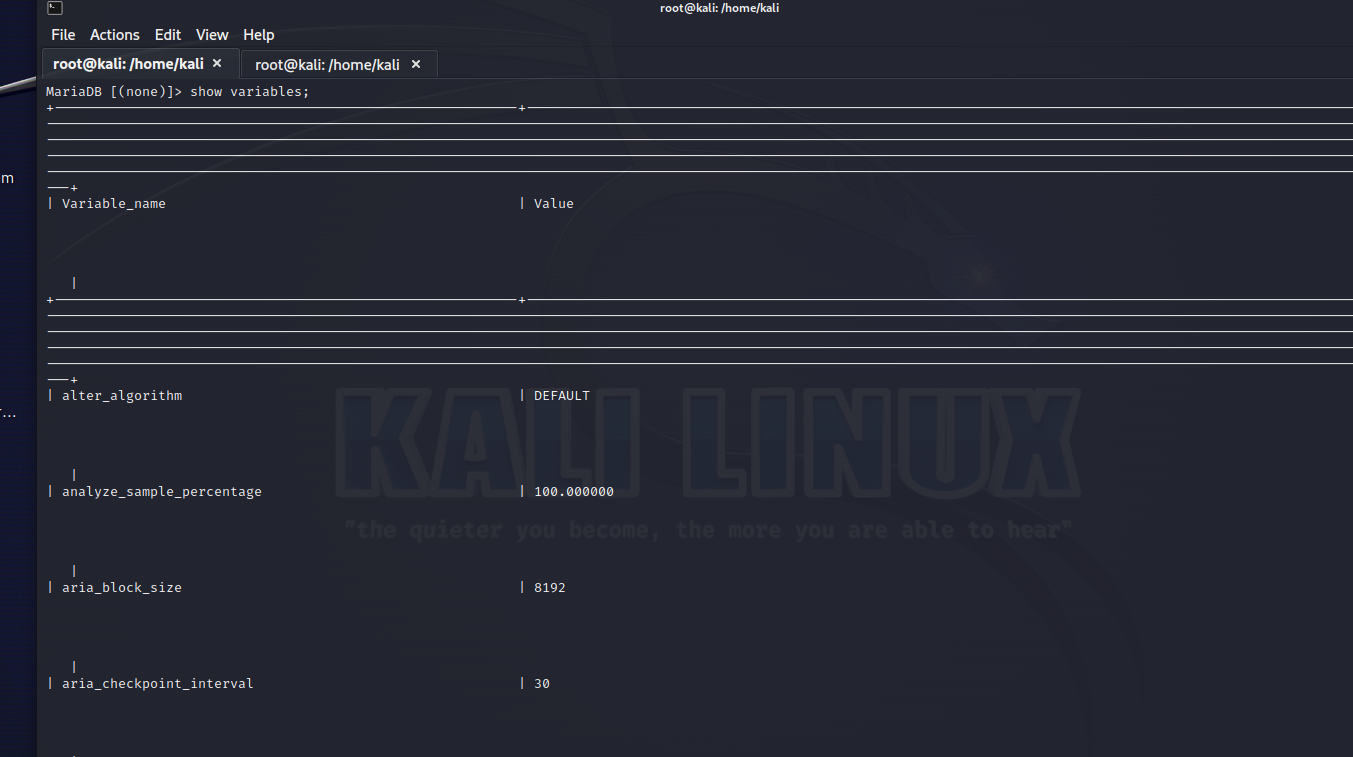 root@kali: /home/kali
File Actions Edit View Help
root@kali: /home/kali × root@kali: /home/kali ×
m
MariaDB [(none)]> show variables;
| Variable_name | Value
|
| alter_algorithm | DEFAULT
|
| analyze_sample_percentage | 100.000000
|
| aria_block_size | 8192
|
| aria_checkpoint_interval | 30
KALI LINUX
"the quieter you become, the more you are able to hear"